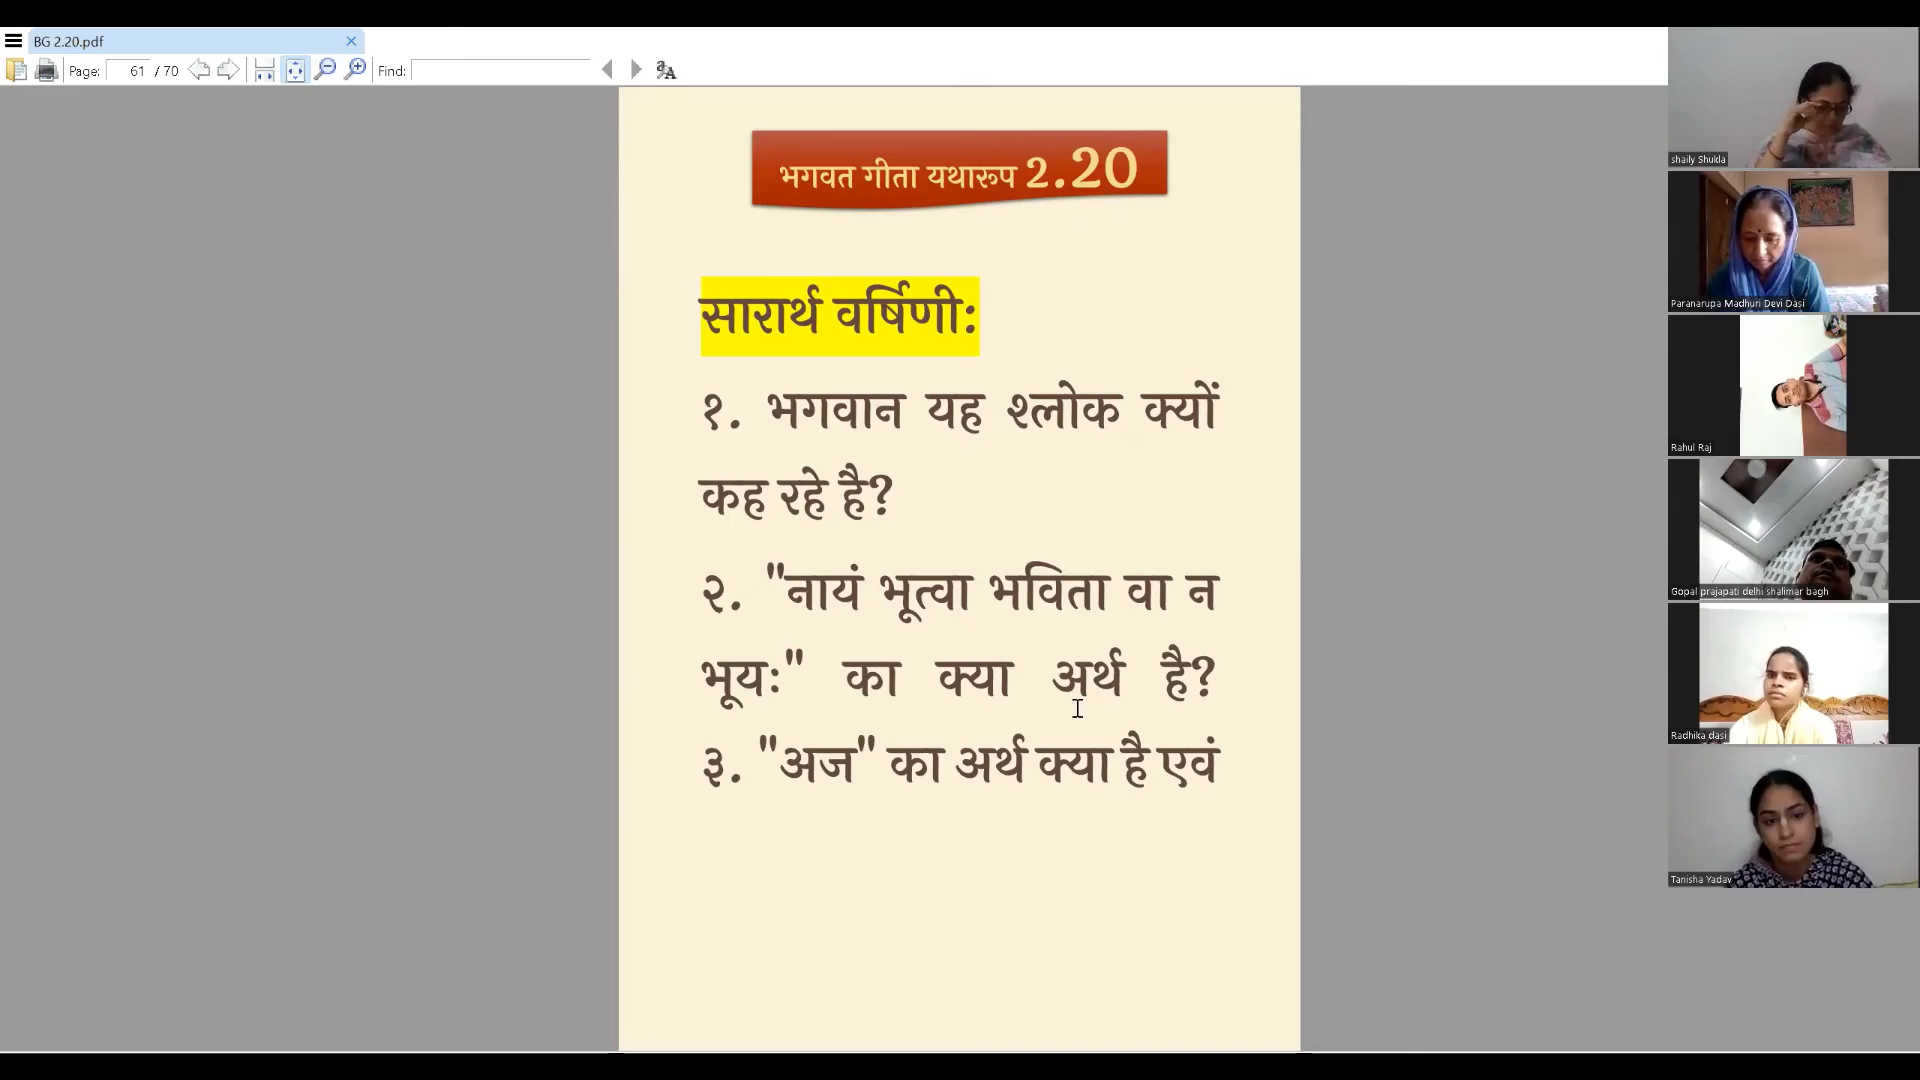 BG 2.20.pdf
Page: 61 / 70 Find:
भगवत गीता यथारूप 2.20
सारार्थ वर्षिणी:
१. भगवान यह श्लोक क्यों
कह रहे है?
२. "नायं भूत्वा भविता वा न
भूयः" का क्या अर्थ है?
३. "अज" का अर्थ क्या है एवं
shaily Shukla
Paranarupa Madhuri Devi Dasi
Rahul Raj
Gopal prajapati delhi shalimar bagh
Radhika dasi
Tanisha Yadav